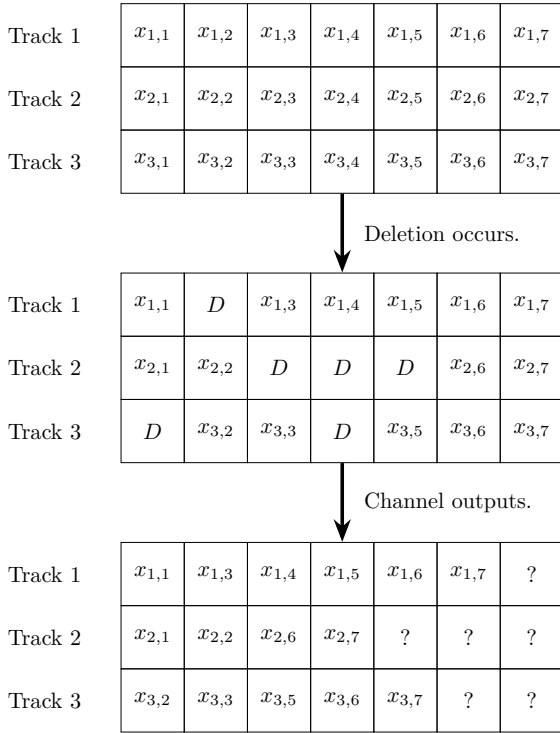 Track 1 x1,1 x1,2 x1,3 x1,4 x1,5 x1,6 x1,7
Track 2 x2,1 x2,2 x2,3 x2,4 x2,5 x2,6 x2,7
Track 3 x3,1 x3,2 x3,3 x3,4 x3,5 x3,6 x3,7
Deletion occurs.
Track 1 x1,1 D x1,3 x1,4 x1,5 x1,6 x1,7
Track 2 x2,1 x2,2 D D D x2,6 x2,7
Track 3 D x3,2 x3,3 D x3,5 x3,6 x3,7
Channel outputs.
Track 1 x1,1 x1,3 x1,4 x1,5 x1,6 x1,7 ?
Track 2 x2,1 x2,2 x2,6 x2,7 ? ? ?
Track 3 x3,2 x3,3 x3,5 x3,6 x3,7 ? ?